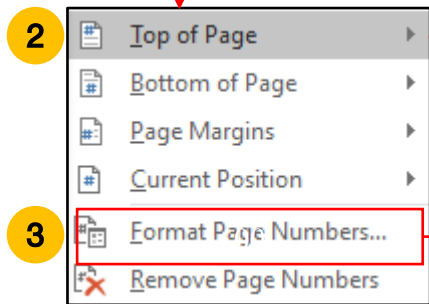 2 Top of Page
Bottom of Page
Page Margins
Current Position
3 Format Page Numbers...
Remove Page Numbers